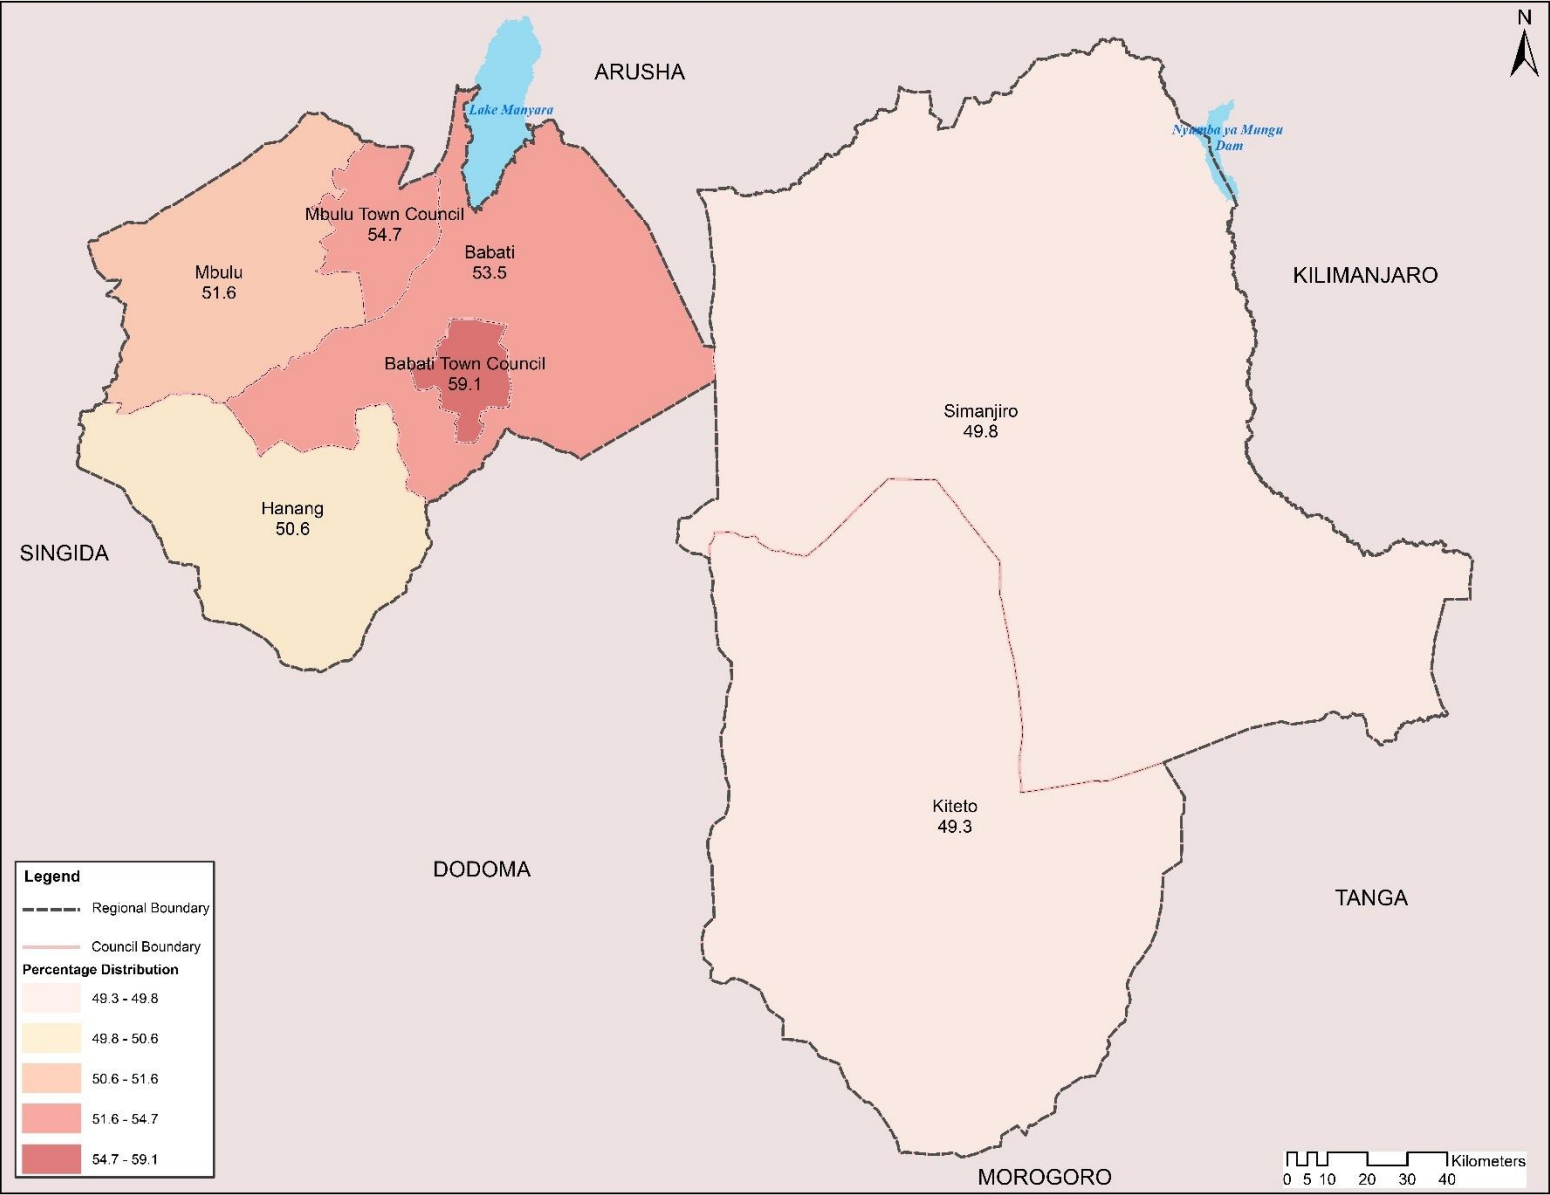 N
ARUSHA
Lake Manyara
Nyumba ya Mungu
Dam
Mbulu Town Council
54.7
Babati
53.5
Mbulu
51.6
KILIMANJARO
Babati Town Council
59.1
Simanjiro
49.8
Hanang
50.6
SINGIDA
Kiteto
49.3
DODOMA
TANGA
MOROGORO
Legend
Regional Boundary
Council Boundary
Percentage Distribution
49.3 - 49.8
49.8 - 50.6
50.6 - 51.6
51.6 - 54.7
54.7 - 59.1
Kilometers
0 5 10 20 30 40